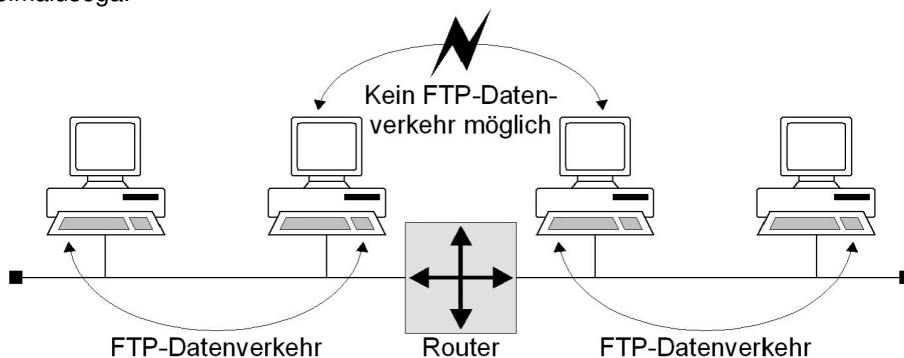 Kein FTP-Daten-
verkehr möglich
FTP-Datenverkehr
Router
FTP-Datenverkehr